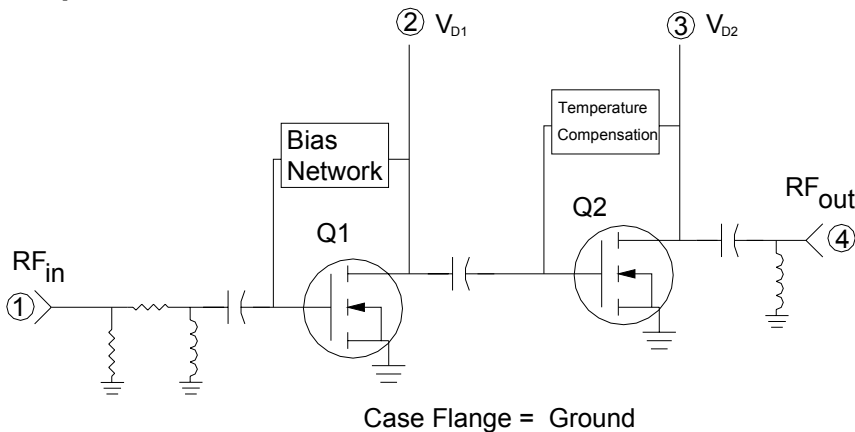 ② V_D1
③ V_D2
Bias
Network
Temperature
Compensation
Q1
Q2
RF_in
RF_out
①
④
Case Flange = Ground